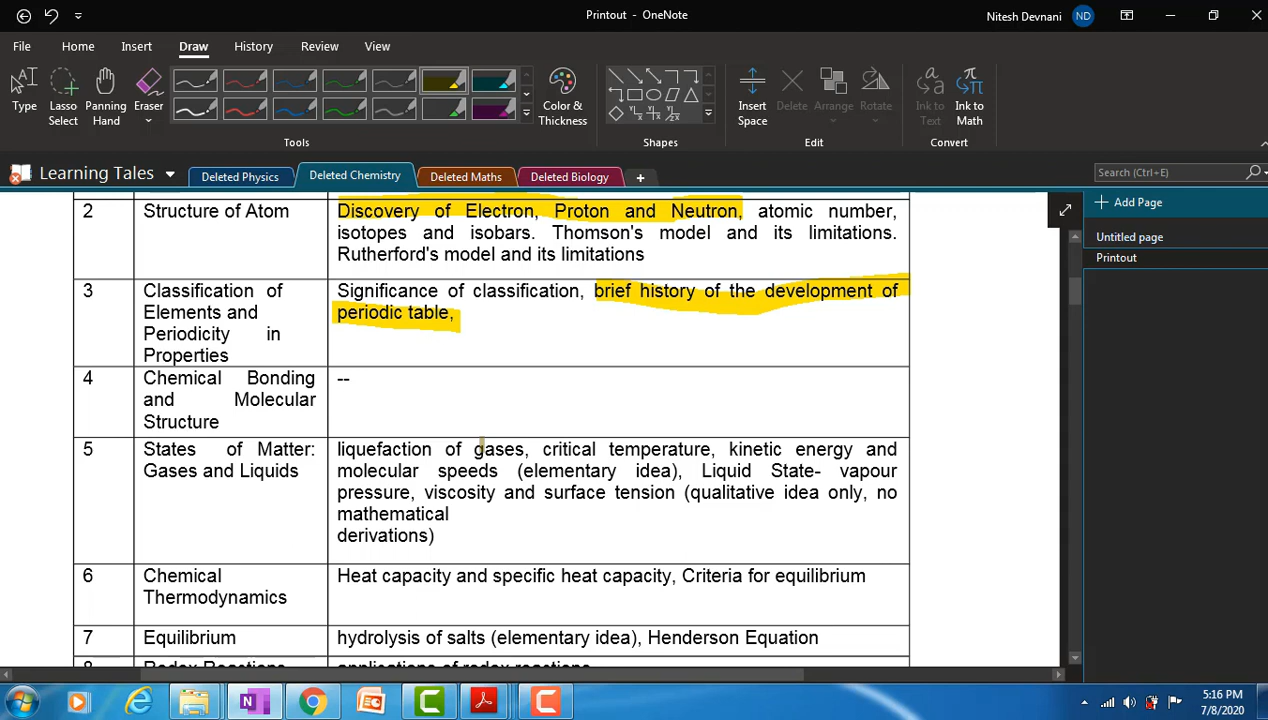 Printout - OneNote
Nitesh Devnani ND
File Home Insert Draw History Review View
Type
Lasso
Select
Panning
Hand
Eraser
Color &
Thickness
Insert
Space
Delete Arrange Rotate
Ink to
Text
Ink to
Math
Tools Shapes Edit Convert
Learning Tales Deleted Physics Deleted Chemistry Deleted Maths Deleted Biology Search (Ctrl+E)
Add Page
Untitled page
Printout
2 Structure of Atom Discovery of Electron, Proton and Neutron, atomic number,
isotopes and isobars. Thomson's model and its limitations.
Rutherford's model and its limitations
3 Classification of Significance of classification, brief history of the development of
Elements and periodic table,
Periodicity in
Properties
4 Chemical Bonding --
and Molecular
Structure
5 States of Matter: liquefaction of gases, critical temperature, kinetic energy and
Gases and Liquids molecular speeds (elementary idea), Liquid State- vapour
pressure, viscosity and surface tension (qualitative idea only, no
mathematical
derivations)
6 Chemical Heat capacity and specific heat capacity, Criteria for equilibrium
Thermodynamics
7 Equilibrium hydrolysis of salts (elementary idea), Henderson Equation
8 Redox Reactions applications of redox reactions
5:16 PM
7/8/2020